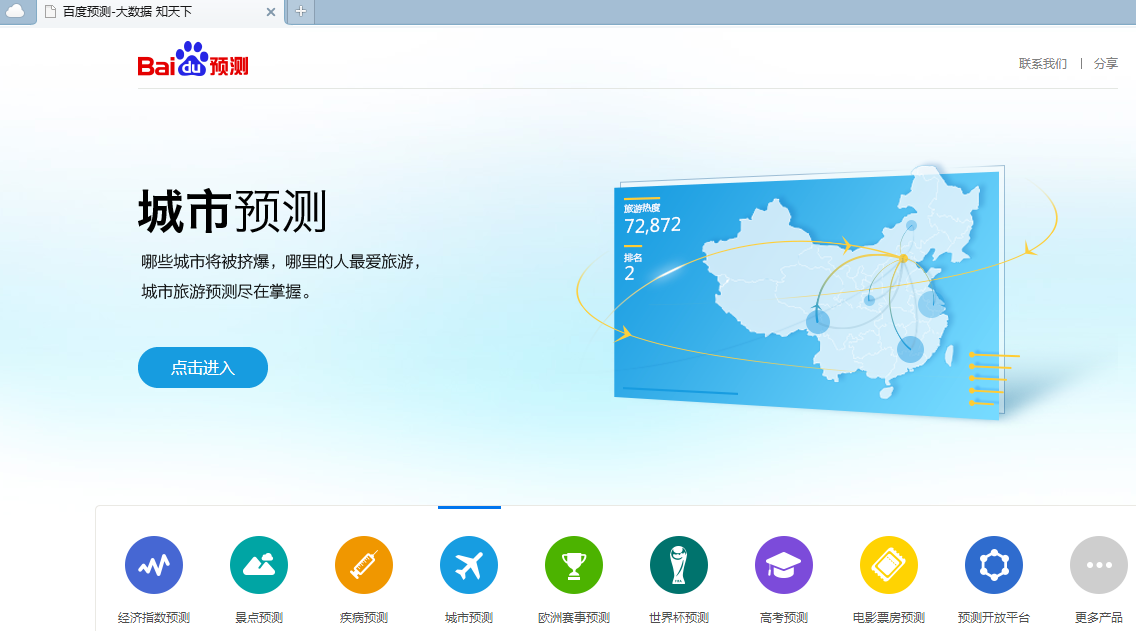 百度预测-大数据 知天下
Bai du 预测
联系我们 | 分享
城市预测
哪些城市将被挤爆，哪里的人最爱旅游，
城市旅游预测尽在掌握。
点击进入
旅游热度
72,872
排名
2
经济指数预测
景点预测
疾病预测
城市预测
欧洲赛事预测
世界杯预测
高考预测
电影票房预测
预测开放平台
更多产品